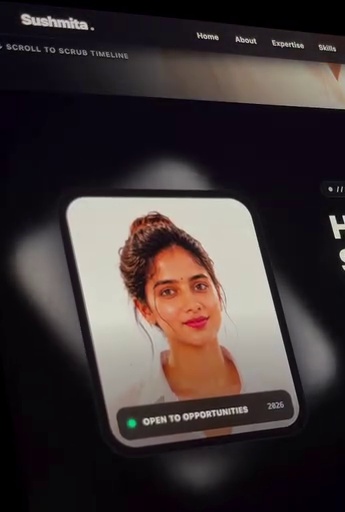 Sushmita.
Home About Expertise Skills
SCROLL TO SCRUB TIMELINE
//
H
OPEN TO OPPORTUNITIES 2026